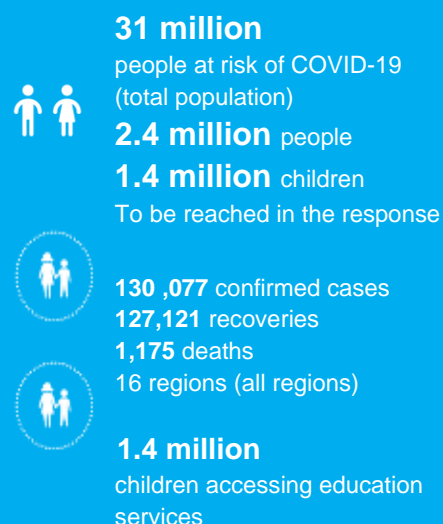 31 million
people at risk of COVID-19
(total population)
2.4 million people
1.4 million children
To be reached in the response
130 ,077 confirmed cases
127,121 recoveries
1,175 deaths
16 regions (all regions)
1.4 million
children accessing education
services